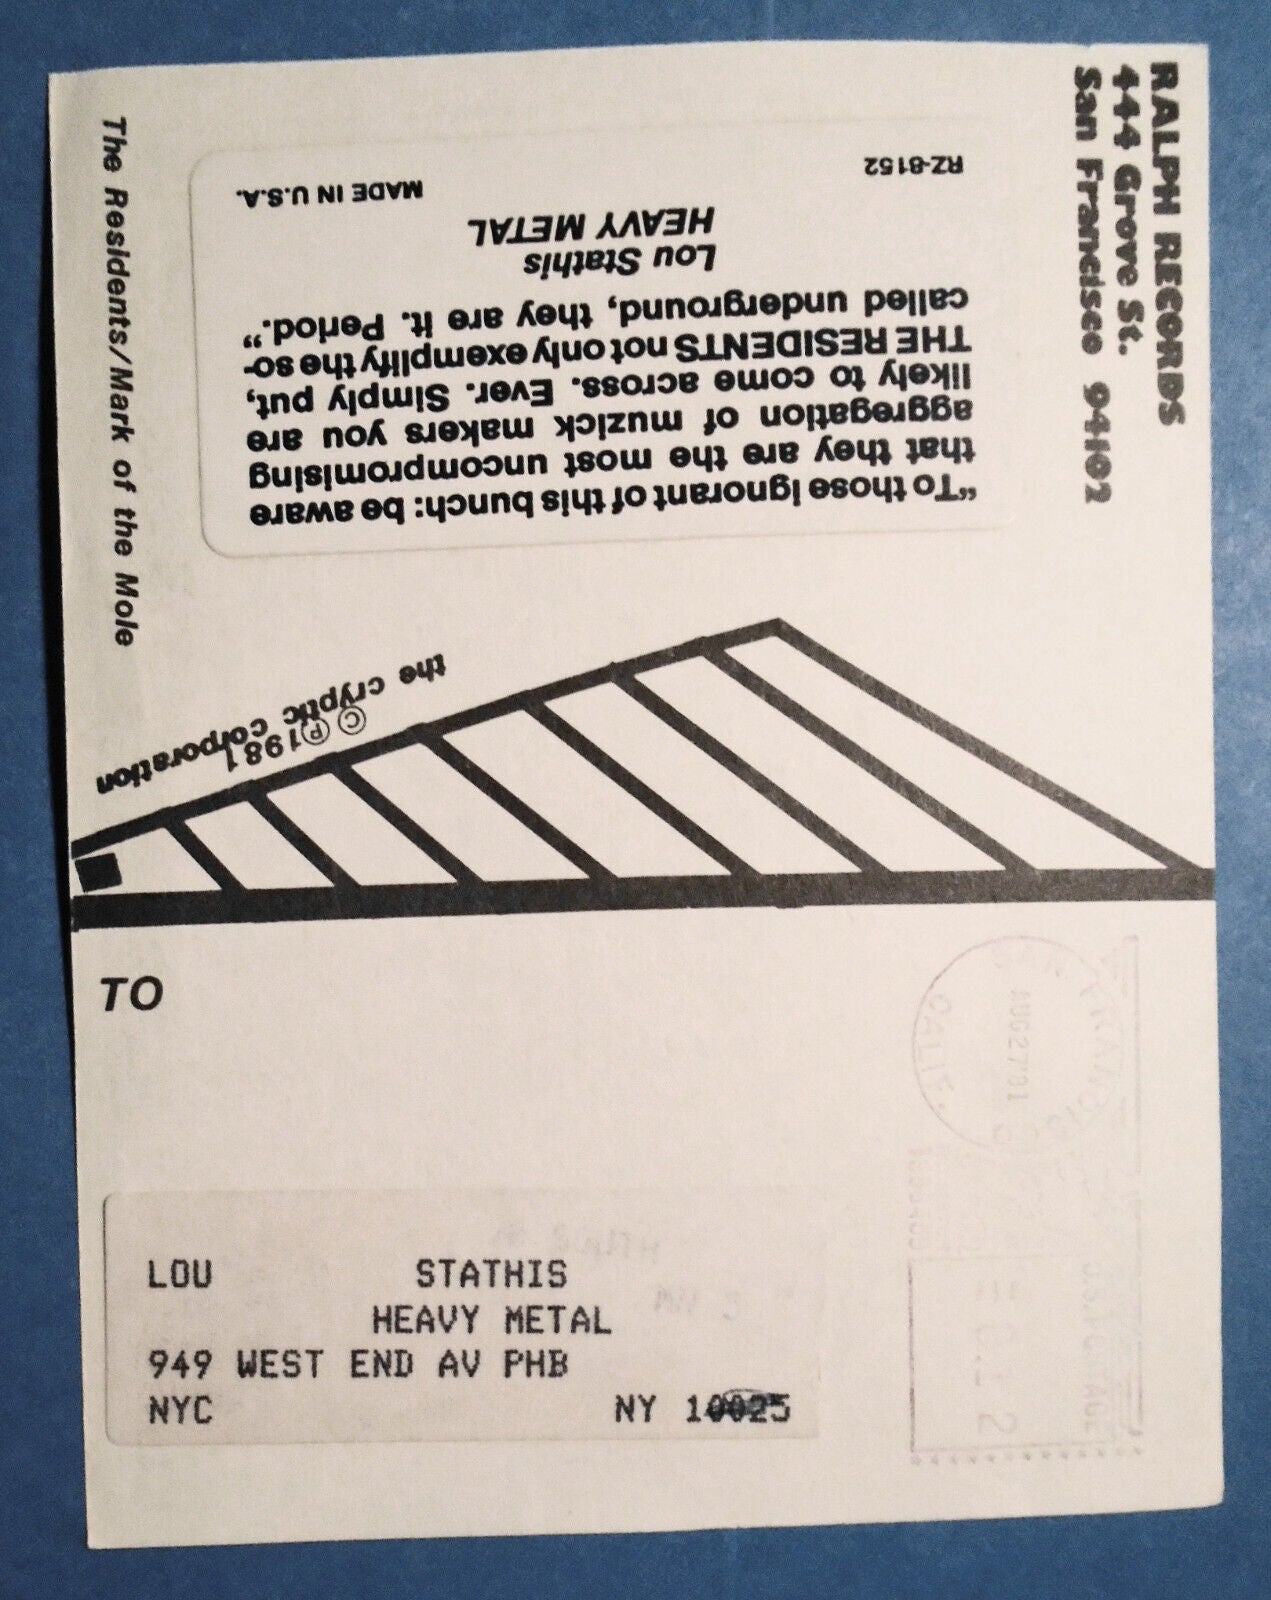 RALPH RECORDS
444 Grove St.
San Francisco 94102
The Residents/Mark of the Mole
"To those ignorant of this bunch: be aware
that they are the most uncompromising
aggregation of muzick makers you are
likely to come across. Ever. Simply put,
THE RESIDENTS not only exemplify the so-
called underground, they are it. Period."
Lou Stathis
HEAVY METAL
RZ-8152
MADE IN U.S.A.
the cryptic corporation
© ℗1981
TO
LOU STATHIS
HEAVY METAL
949 WEST END AV PHB
NYC NY 10025
CALIF.
AUG27'81
U.S. POSTAGE